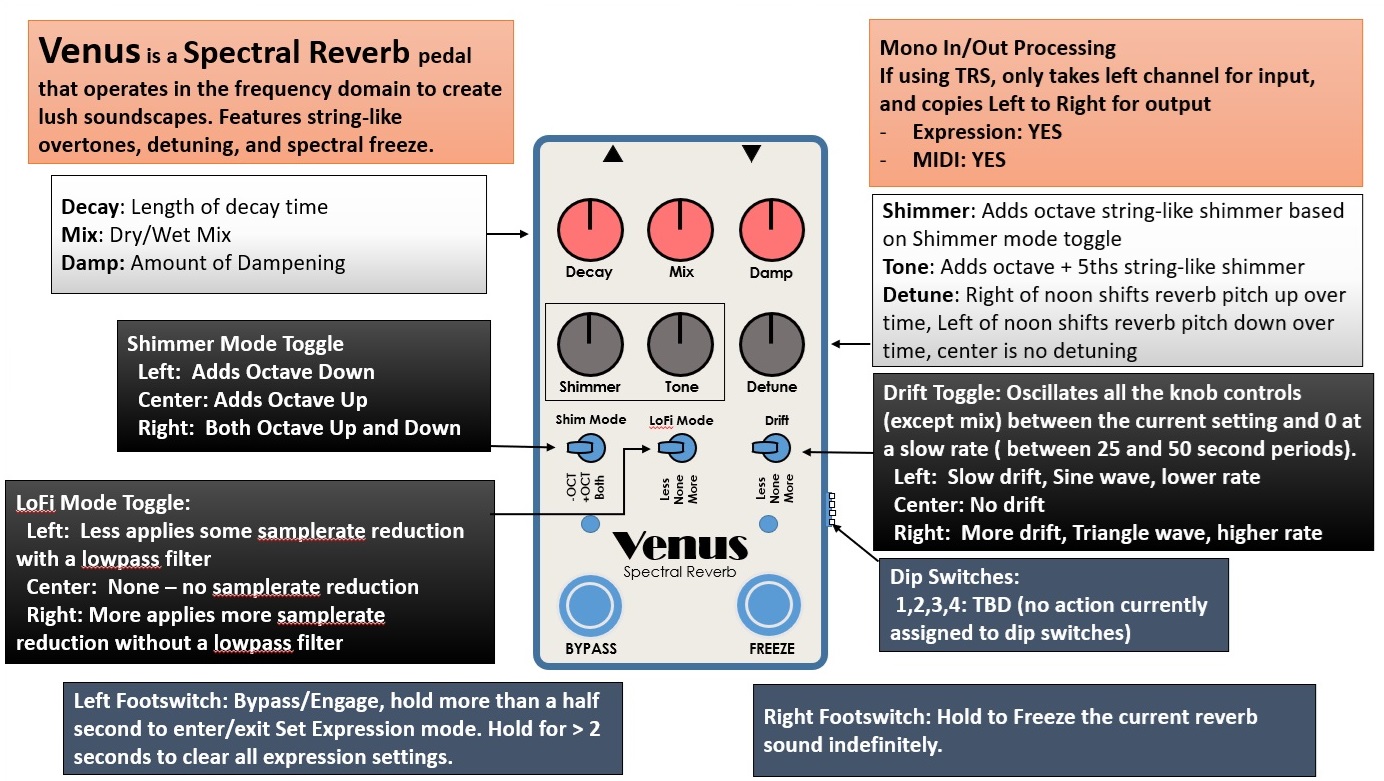 Venus is a Spectral Reverb pedal
that operates in the frequency domain to create
lush soundscapes. Features string-like
overtones, detuning, and spectral freeze.
Mono In/Out Processing
If using TRS, only takes left channel for input,
and copies Left to Right for output
- Expression: YES
- MIDI: YES
Decay: Length of decay time
Mix: Dry/Wet Mix
Damp: Amount of Dampening
Shimmer: Adds octave string-like shimmer based
on Shimmer mode toggle
Tone: Adds octave + 5ths string-like shimmer
Detune: Right of noon shifts reverb pitch up over
time, Left of noon shifts reverb pitch down over
time, center is no detuning
Shimmer Mode Toggle
Left: Adds Octave Down
Center: Adds Octave Up
Right: Both Octave Up and Down
Drift Toggle: Oscillates all the knob controls
(except mix) between the current setting and 0 at
a slow rate ( between 25 and 50 second periods).
Left: Slow drift, Sine wave, lower rate
Center: No drift
Right: More drift, Triangle wave, higher rate
LoFi Mode Toggle:
Left: Less applies some samplerate reduction
with a lowpass filter
Center: None – no samplerate reduction
Right: More applies more samplerate
reduction without a lowpass filter
Dip Switches:
1,2,3,4: TBD (no action currently
assigned to dip switches)
Decay Mix Damp
Shimmer Tone Detune
Shim Mode LoFi Mode Drift
-OCT
+OCT
Both
Less
None
More
Less
None
More
Venus
Spectral Reverb
BYPASS FREEZE
Left Footswitch: Bypass/Engage, hold more than a half
second to enter/exit Set Expression mode. Hold for > 2
seconds to clear all expression settings.
Right Footswitch: Hold to Freeze the current reverb
sound indefinitely.